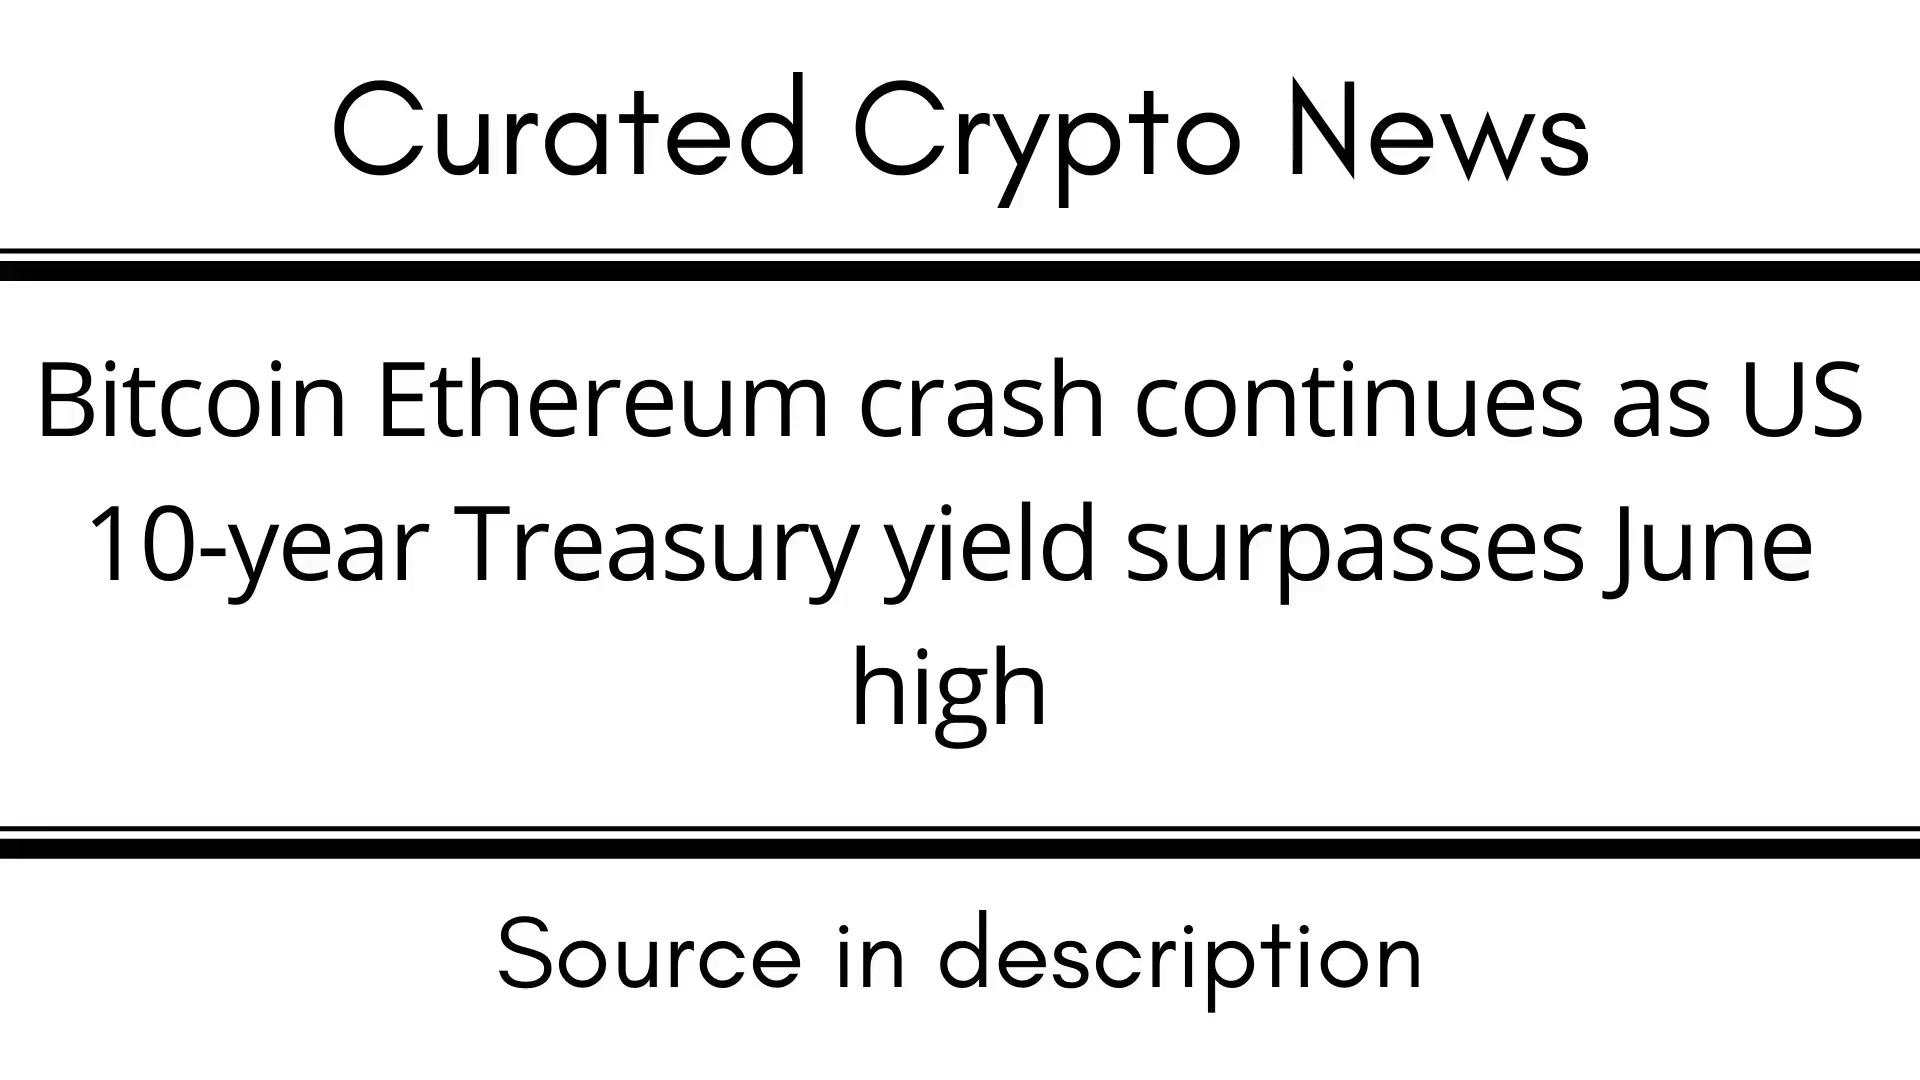 Curated Crypto News
Bitcoin Ethereum crash continues as US
10-year Treasury yield surpasses June
high
Source in description